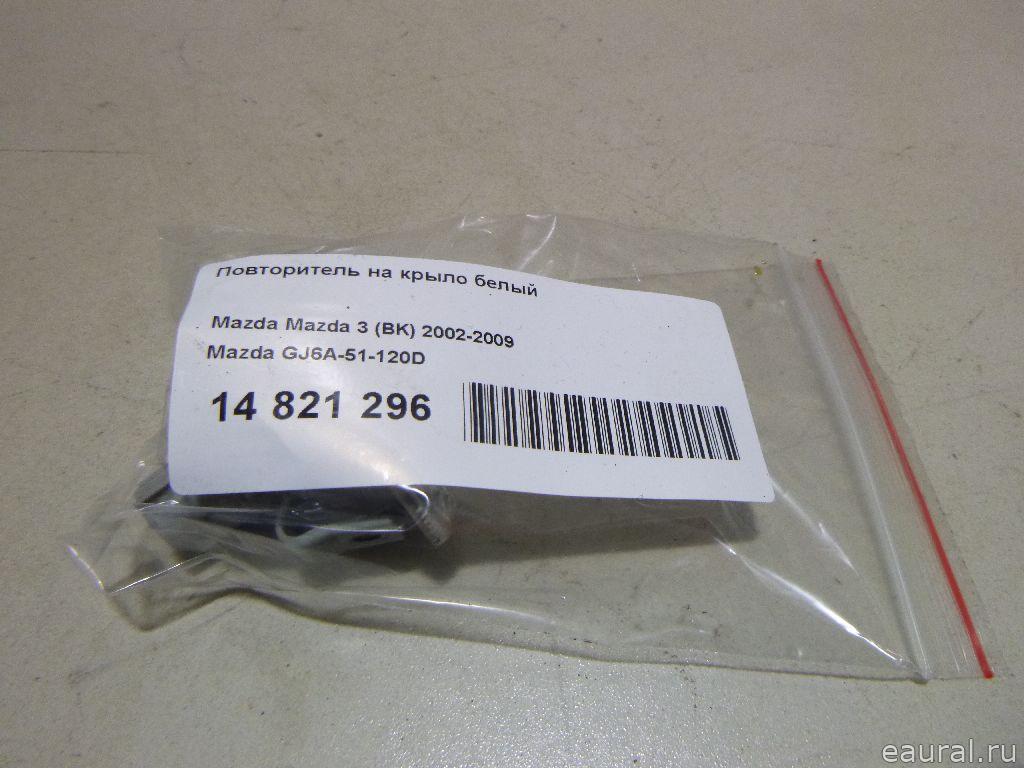 Повторитель на крыло белый
Mazda Mazda 3 (BK) 2002-2009
Mazda GJ6A-51-120D
14 821 296
eaural.ru